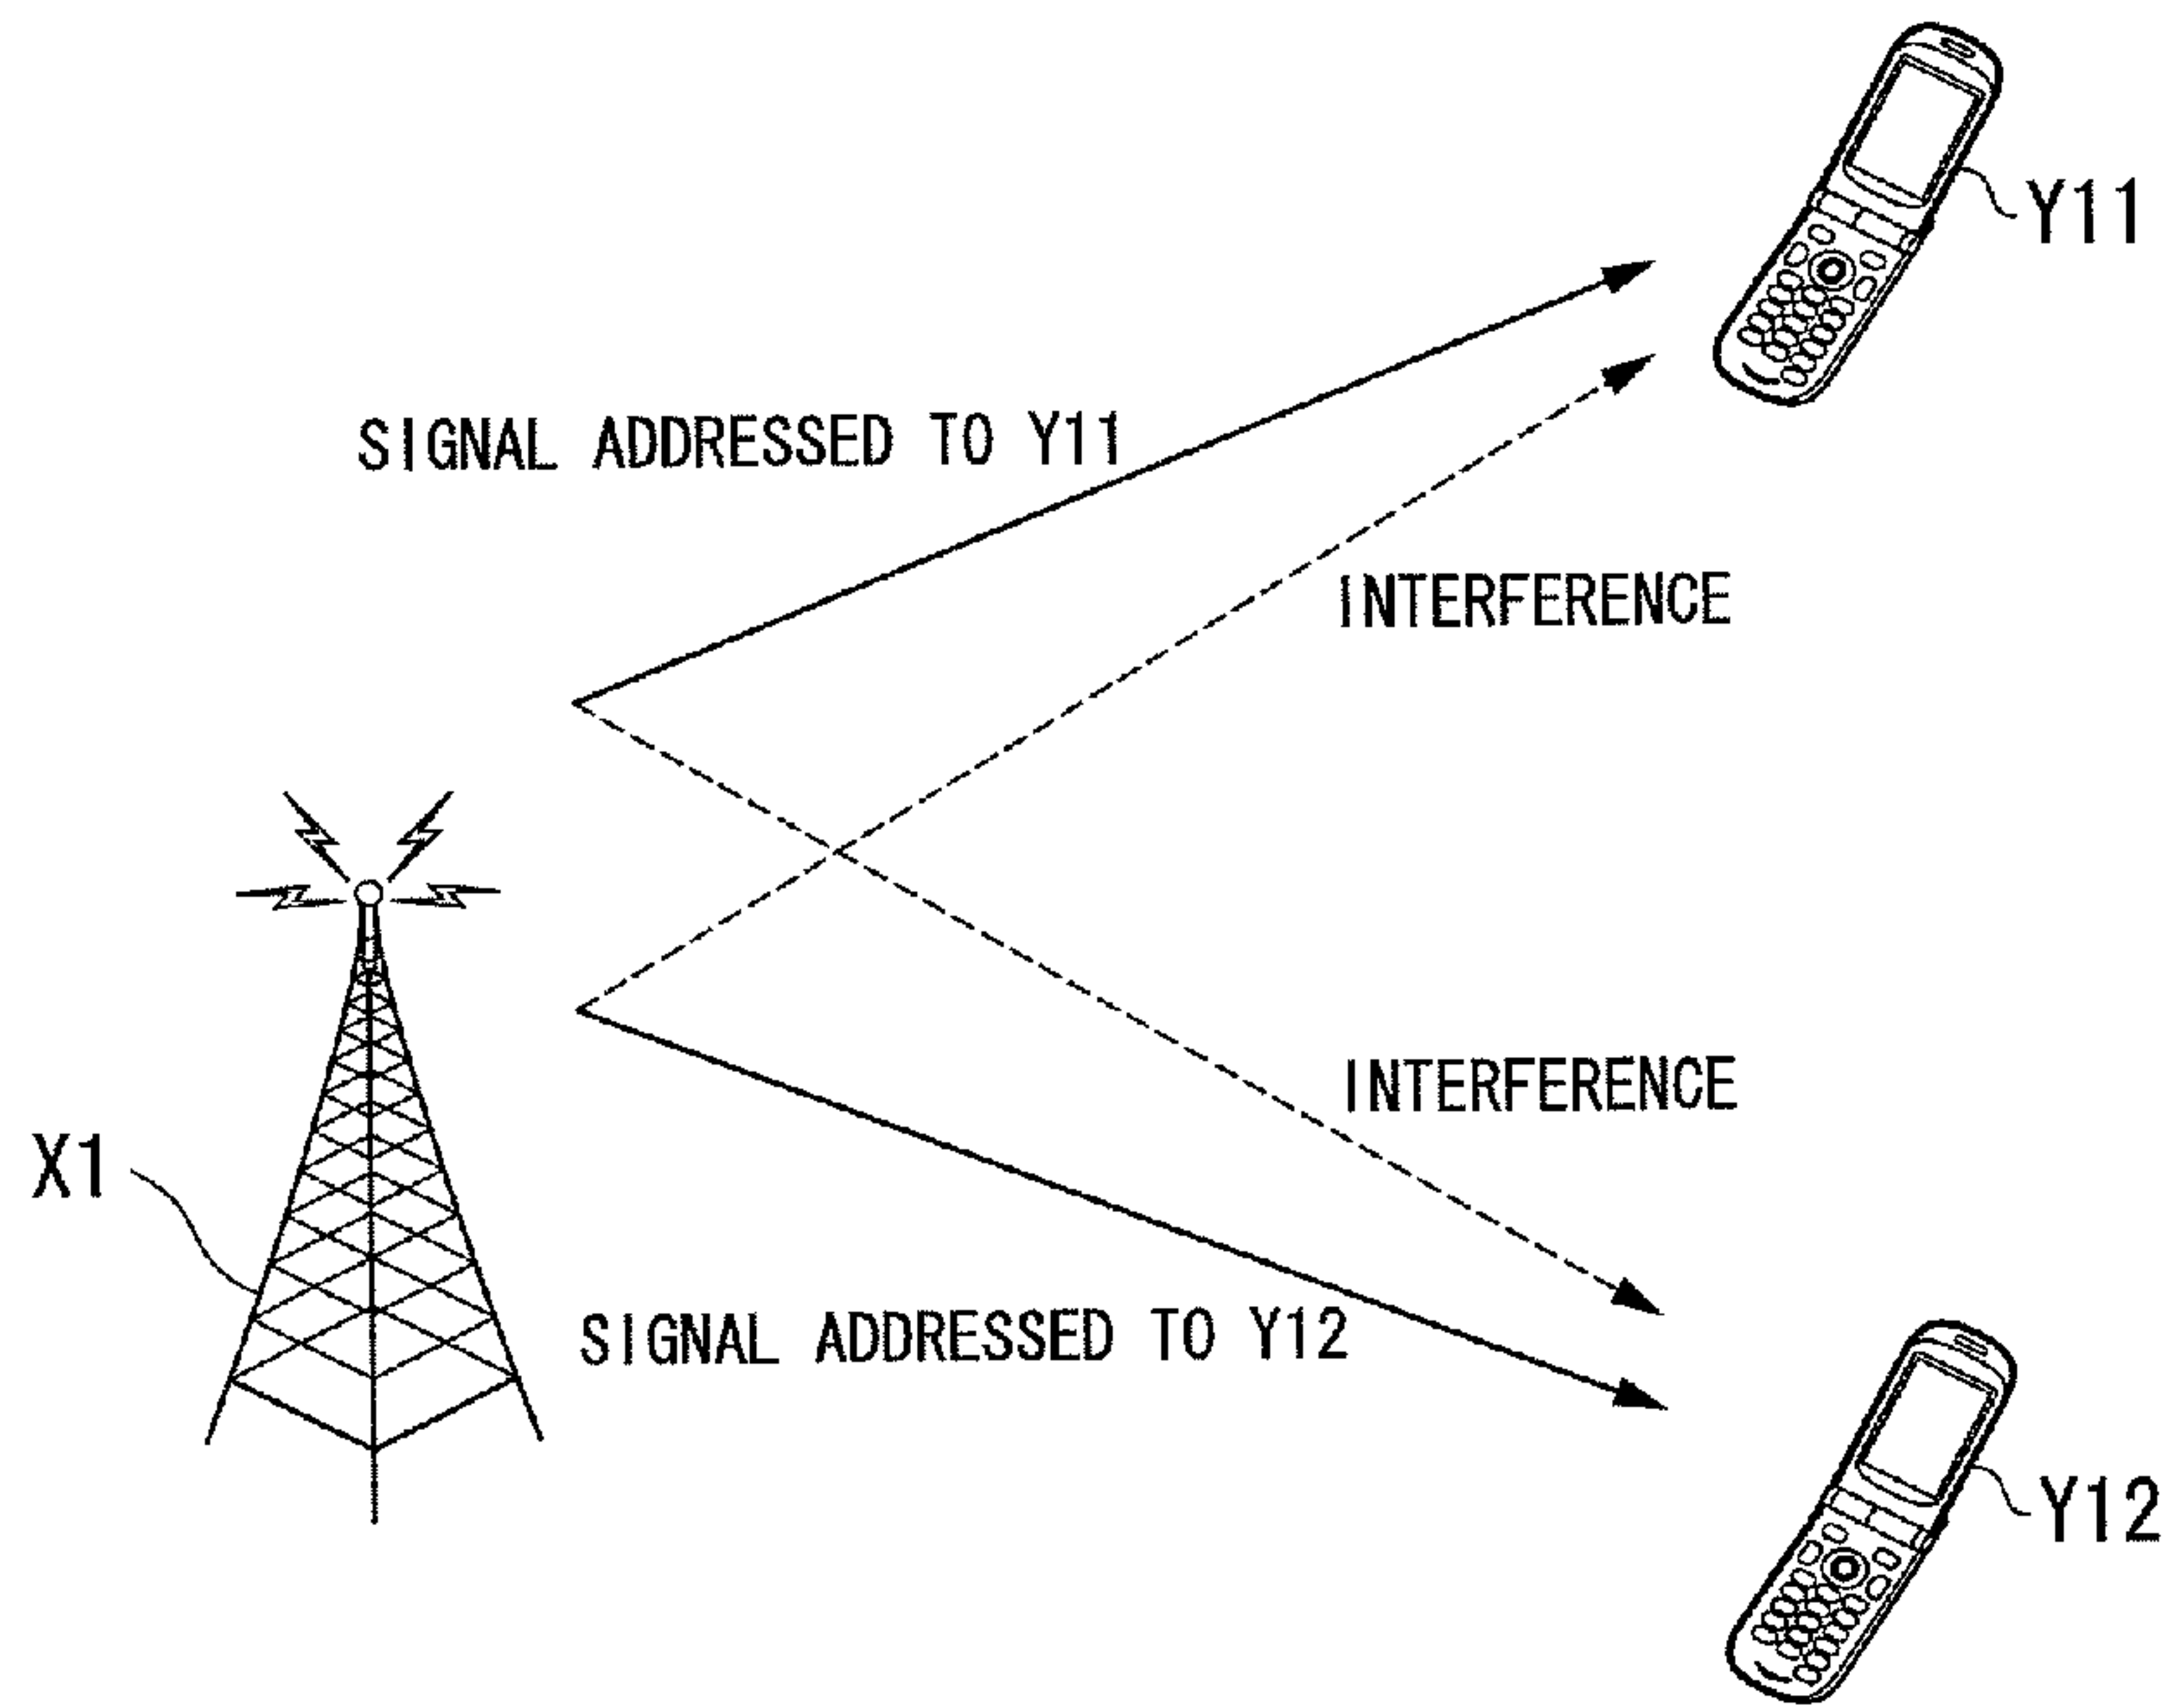 Y11
SIGNAL ADDRESSED TO Y11
INTERFERENCE
INTERFERENCE
X1
SIGNAL ADDRESSED TO Y12
Y12